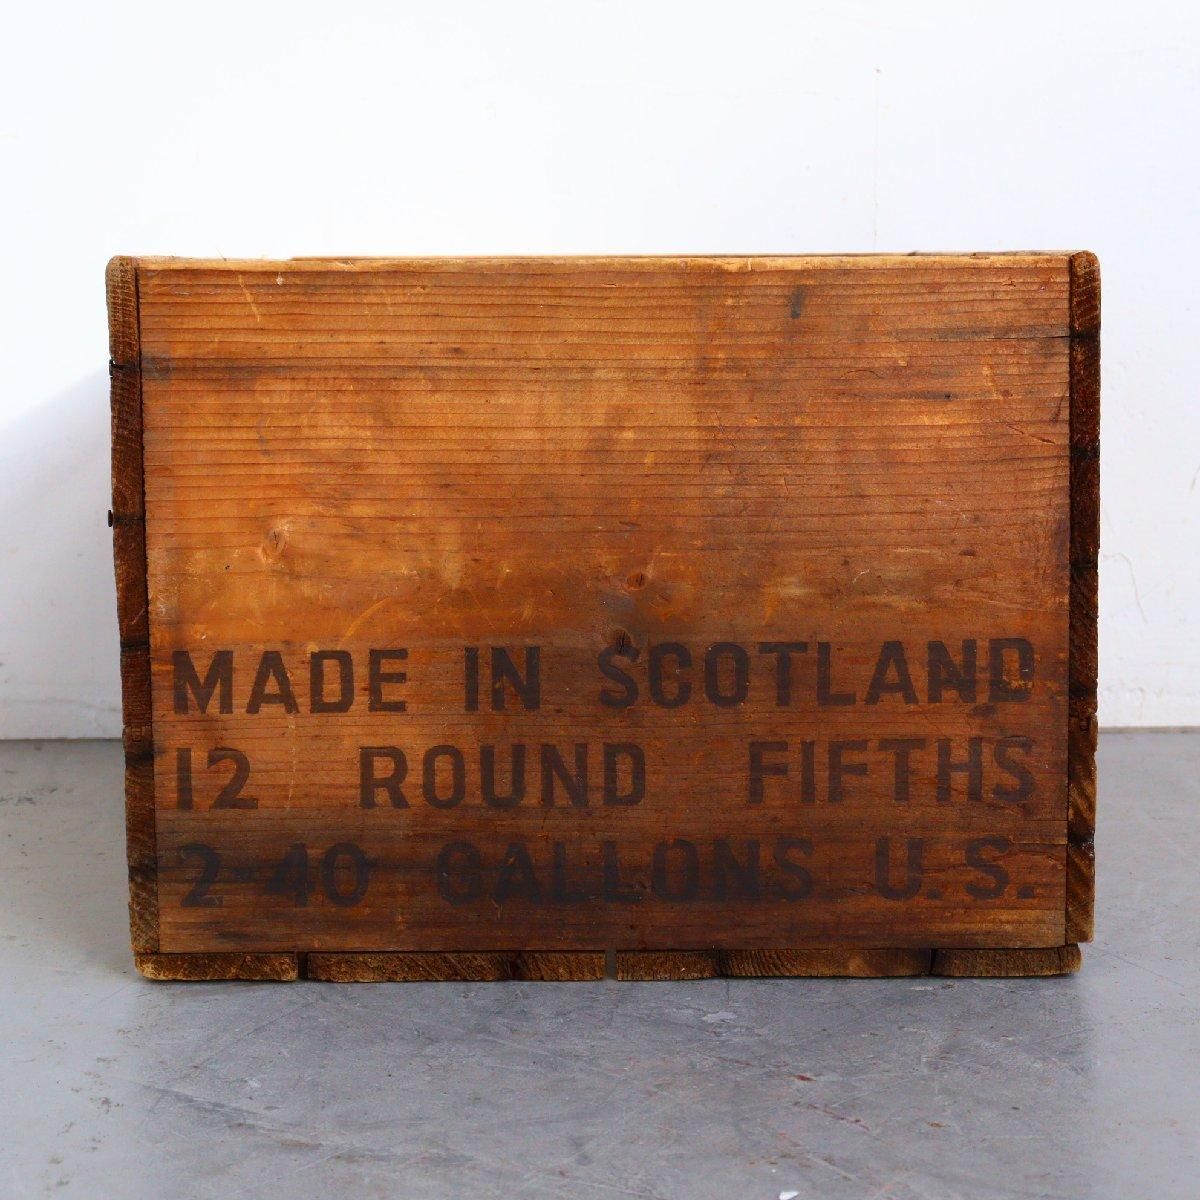 MADE IN SCOTLAND
12 ROUND FIFTHS
2-40 GALLONS U.S.